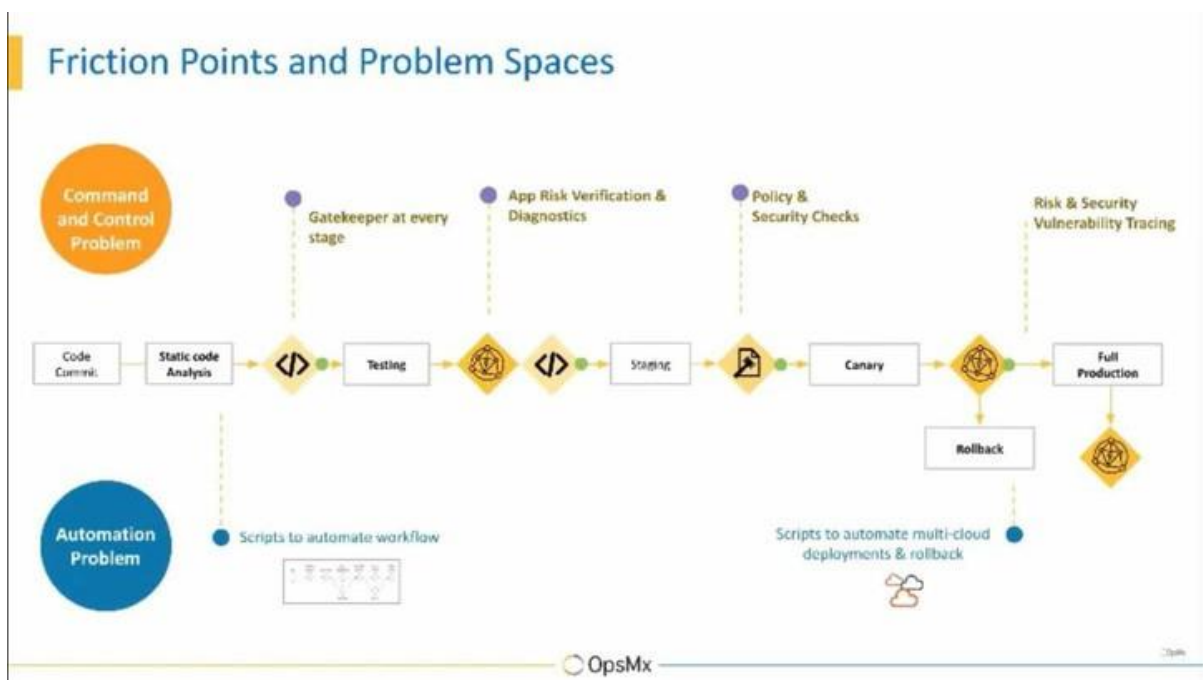 Friction Points and Problem Spaces
Command
and Control
Problem
Gatekeeper at every
stage
App Risk Verification &
Diagnostics
Policy &
Security Checks
Risk & Security
Vulnerability Tracing
Code
Commit
Static code
Analysis
</>
Testing
</>
Staging
Canary
Full
Production
Rollback
Automation
Problem
Scripts to automate workflow
Scripts to automate multi-cloud
deployments & rollback
OpsMx
OpsMx